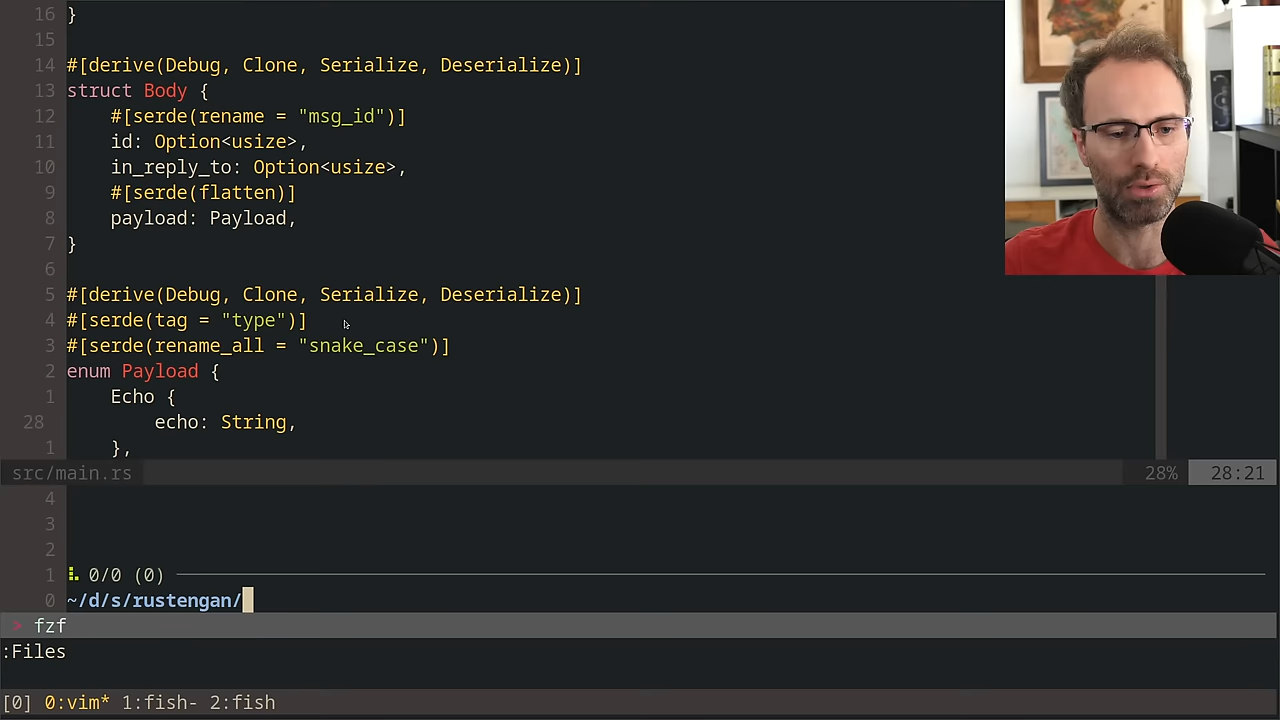 16 }
15
14 #[derive(Debug, Clone, Serialize, Deserialize)]
13 struct Body {
12     #[serde(rename = "msg_id")]
11     id: Option<usize>,
10     in_reply_to: Option<usize>,
9     #[serde(flatten)]
8     payload: Payload,
7 }
6
5 #[derive(Debug, Clone, Serialize, Deserialize)]
4 #[serde(tag = "type")]
3 #[serde(rename_all = "snake_case")]
2 enum Payload {
1     Echo {
28         echo: String,
1     },
src/main.rs 28% 28:21
4
3
2
1 0/0 (0)
0 ~/d/s/rustengan/
> fzf
:Files
[0] 0:vim* 1:fish- 2:fish